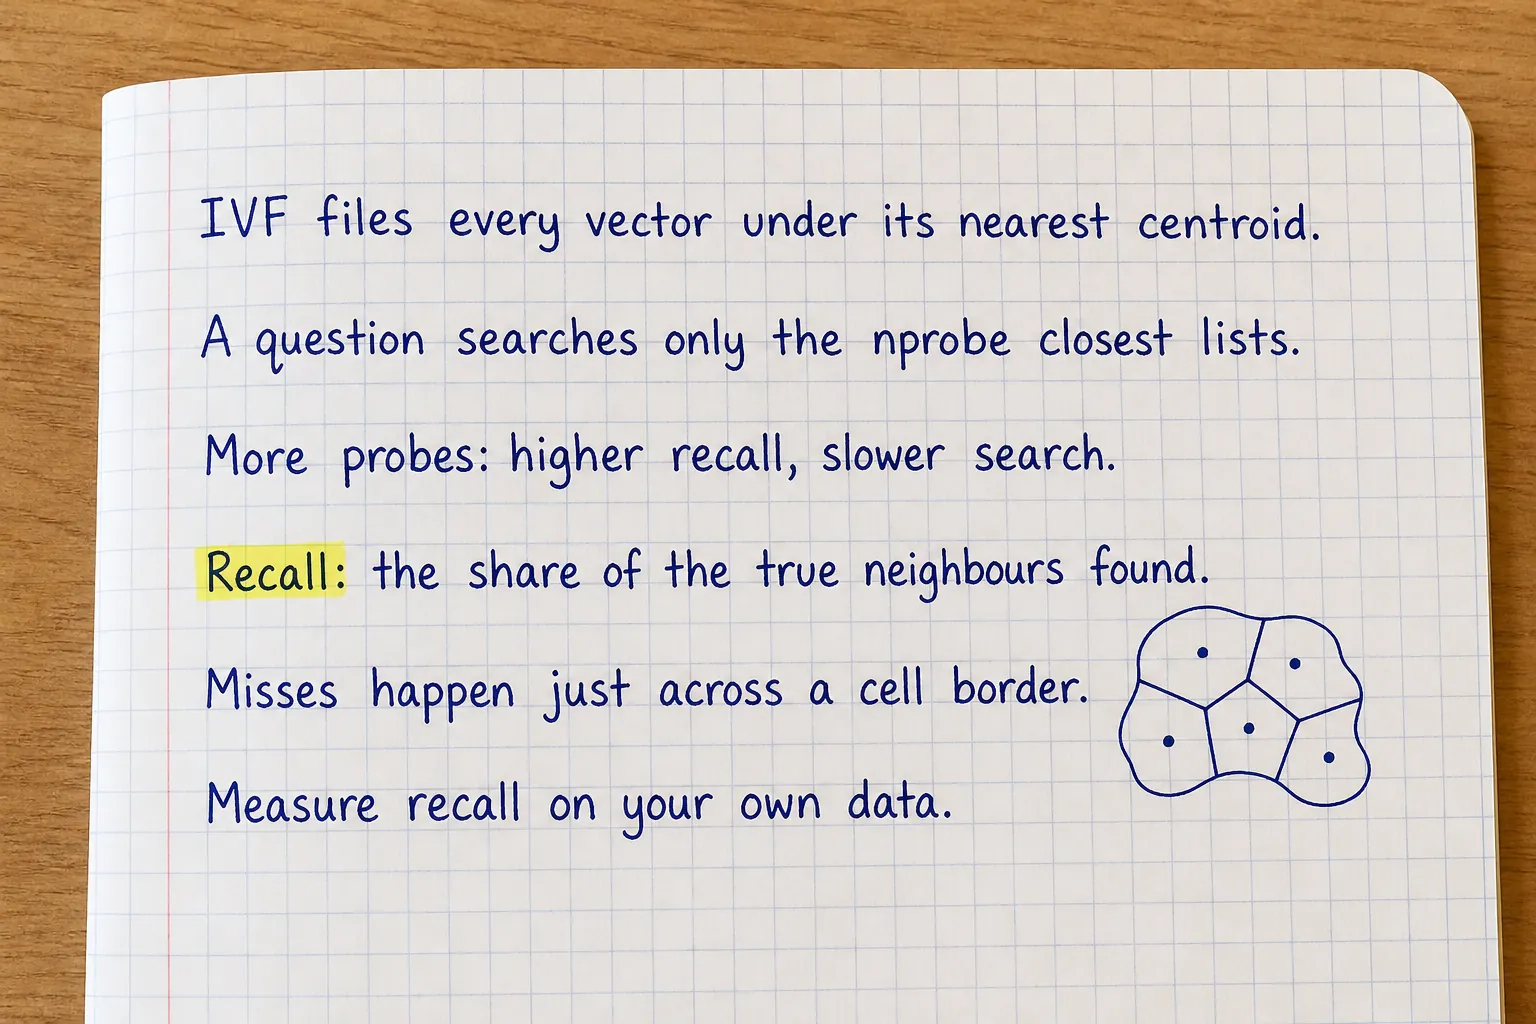 IVF files every vector under its nearest centroid.
A question searches only the nprobe closest lists.
More probes: higher recall, slower search.
Recall: the share of the true neighbours found.
Misses happen just across a cell border.
Measure recall on your own data.